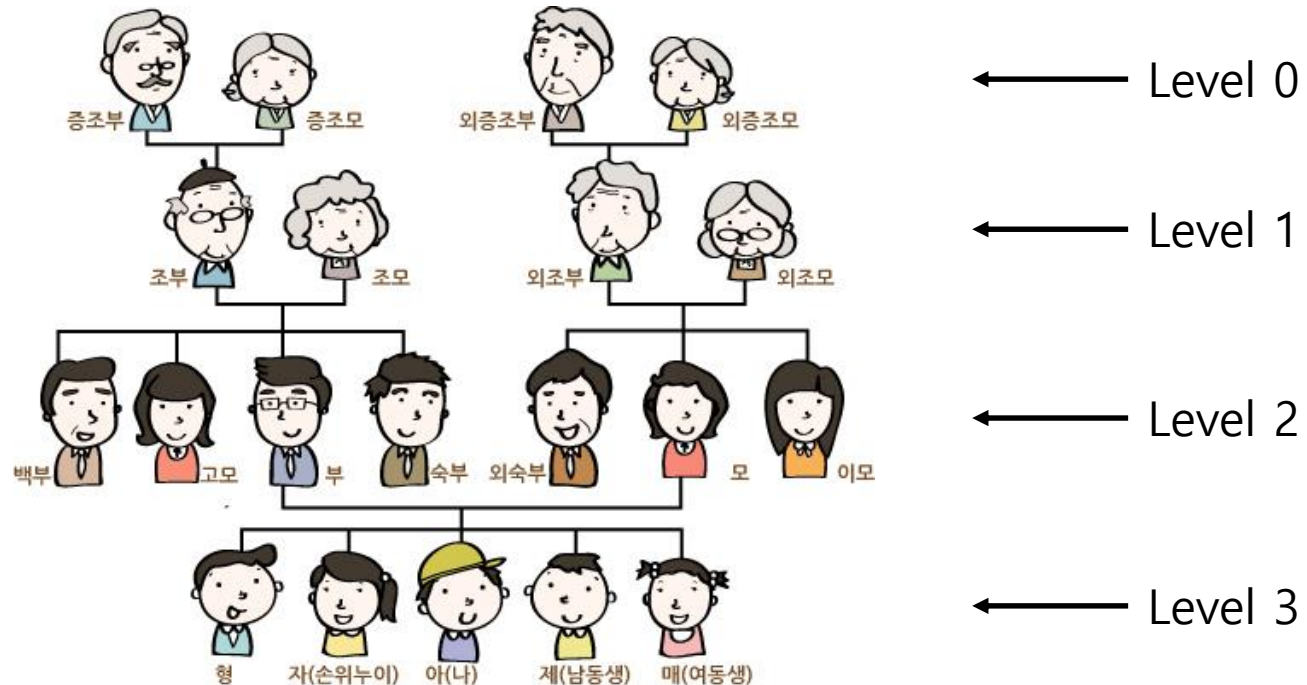 증조부 증조모 외증조부 외증조모 Level 0
조부 조모 외조부 외조모 Level 1
백부 고모 부 숙부 외숙부 모 이모 Level 2
형 자(손위누이) 아(나) 제(남동생) 매(여동생) Level 3